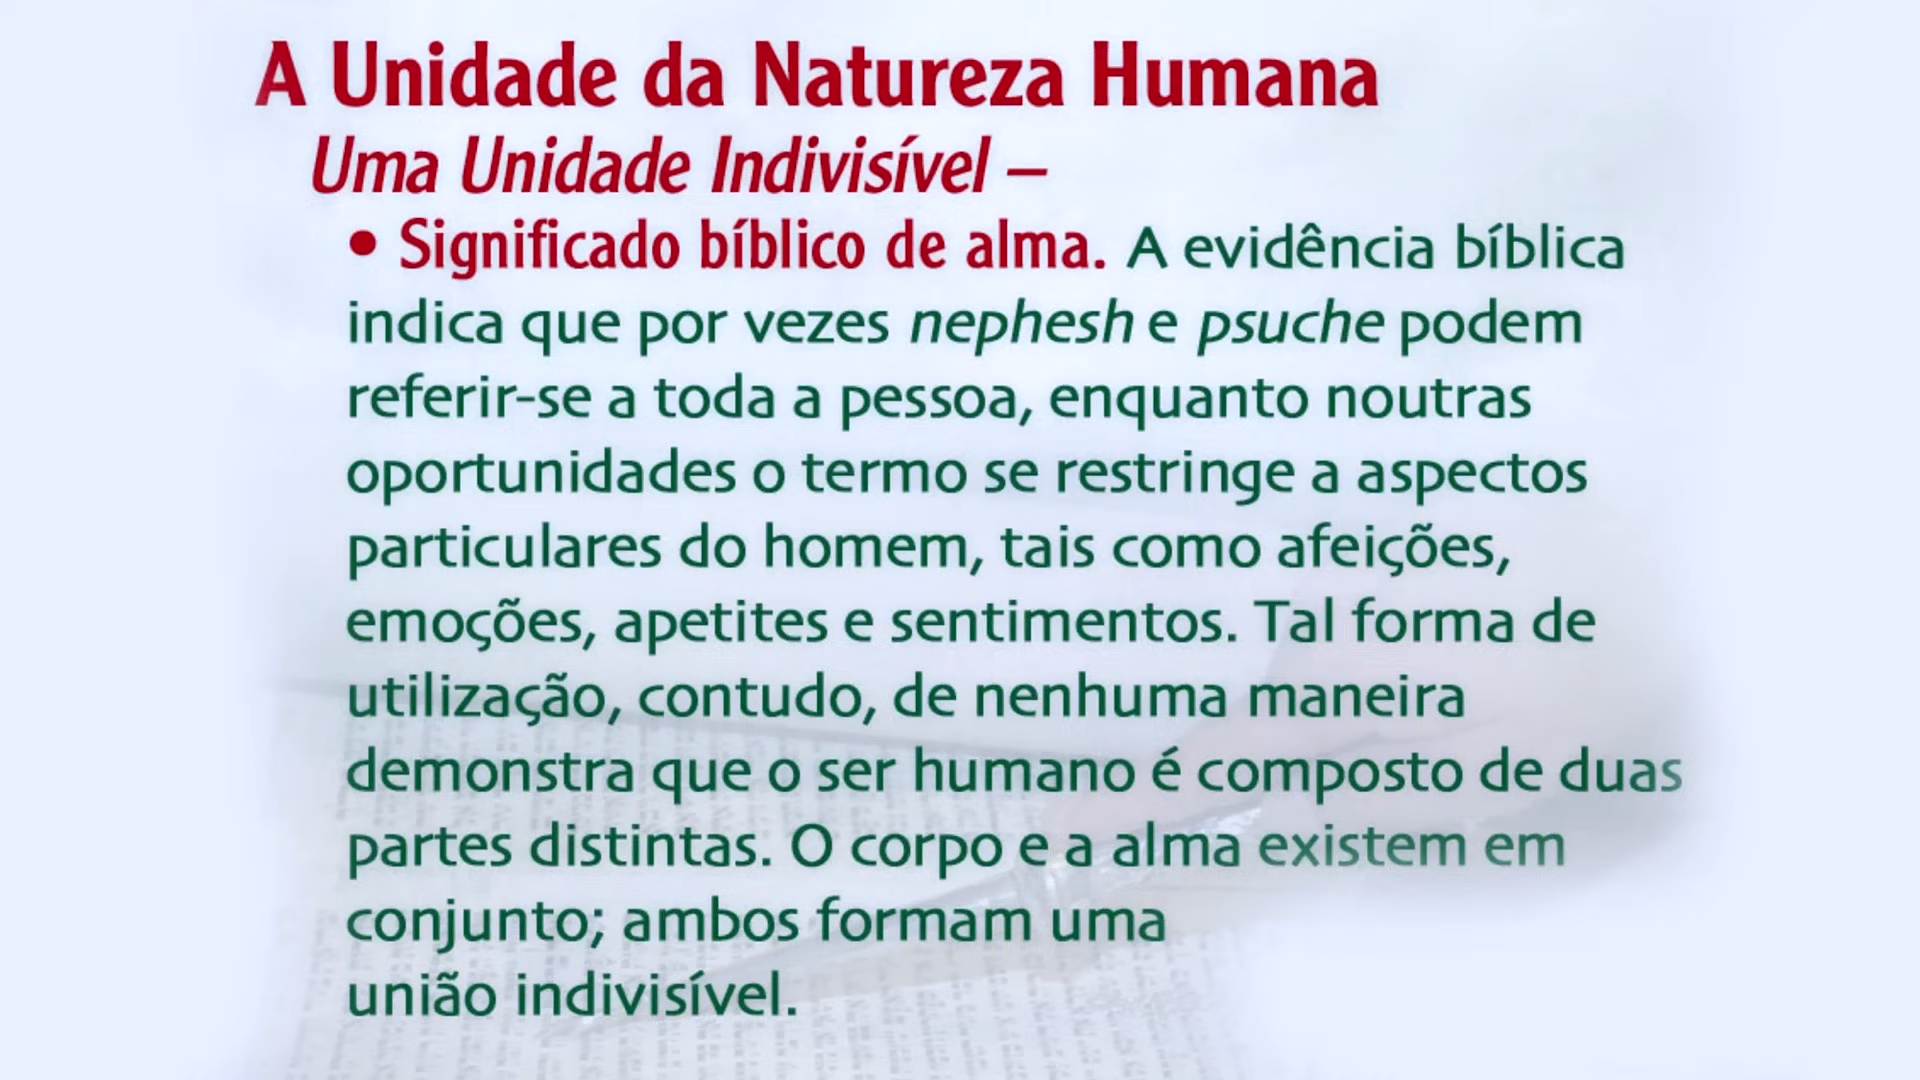 A Unidade da Natureza Humana
Uma Unidade Indivisível –
• Significado bíblico de alma. A evidência bíblica
indica que por vezes nephesh e psuche podem
referir-se a toda a pessoa, enquanto noutras
oportunidades o termo se restringe a aspectos
particulares do homem, tais como afeições,
emoções, apetites e sentimentos. Tal forma de
utilização, contudo, de nenhuma maneira
demonstra que o ser humano é composto de duas
partes distintas. O corpo e a alma existem em
conjunto; ambos formam uma
união indivisível.